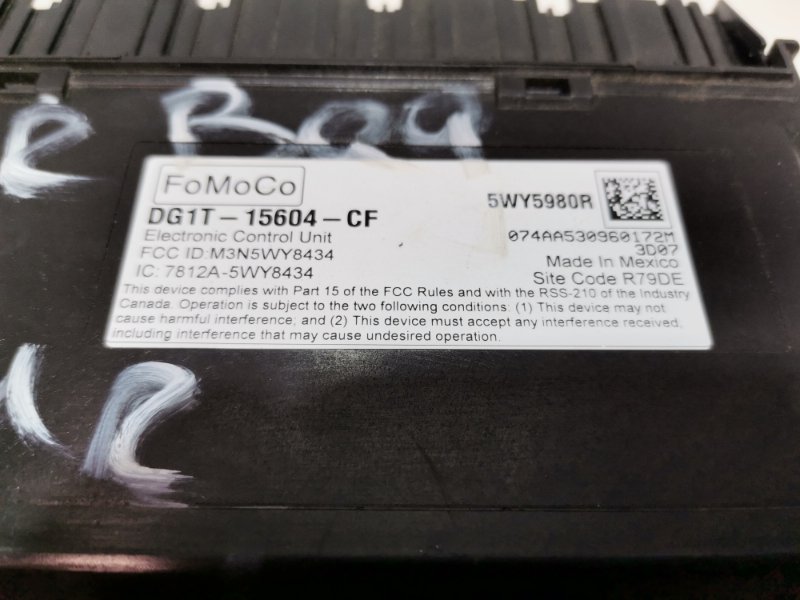 R09
FoMoCo
DG1T-15604-CF
5WY5980R
Electronic Control Unit
074AA530960172M
FCC ID:M3N5WY8434
3D07
Made In Mexico
IC: 7812A-5WY8434
Site Code R79DE
This device complies with Part 15 of the FCC Rules and with the RSS-210 of the Industry
Canada. Operation is subject to the two following conditions: (1) This device may not
cause harmful interference; and (2) This device must accept any interference received,
including interference that may cause undesired operation.